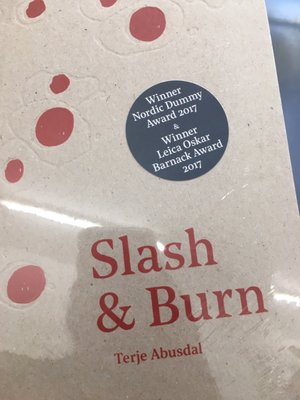 Winner
Nordic Dummy
Award 2017
&
Winner
Leica Oskar
Barnack Award
2017
Slash
& Burn
Terje Abusdal